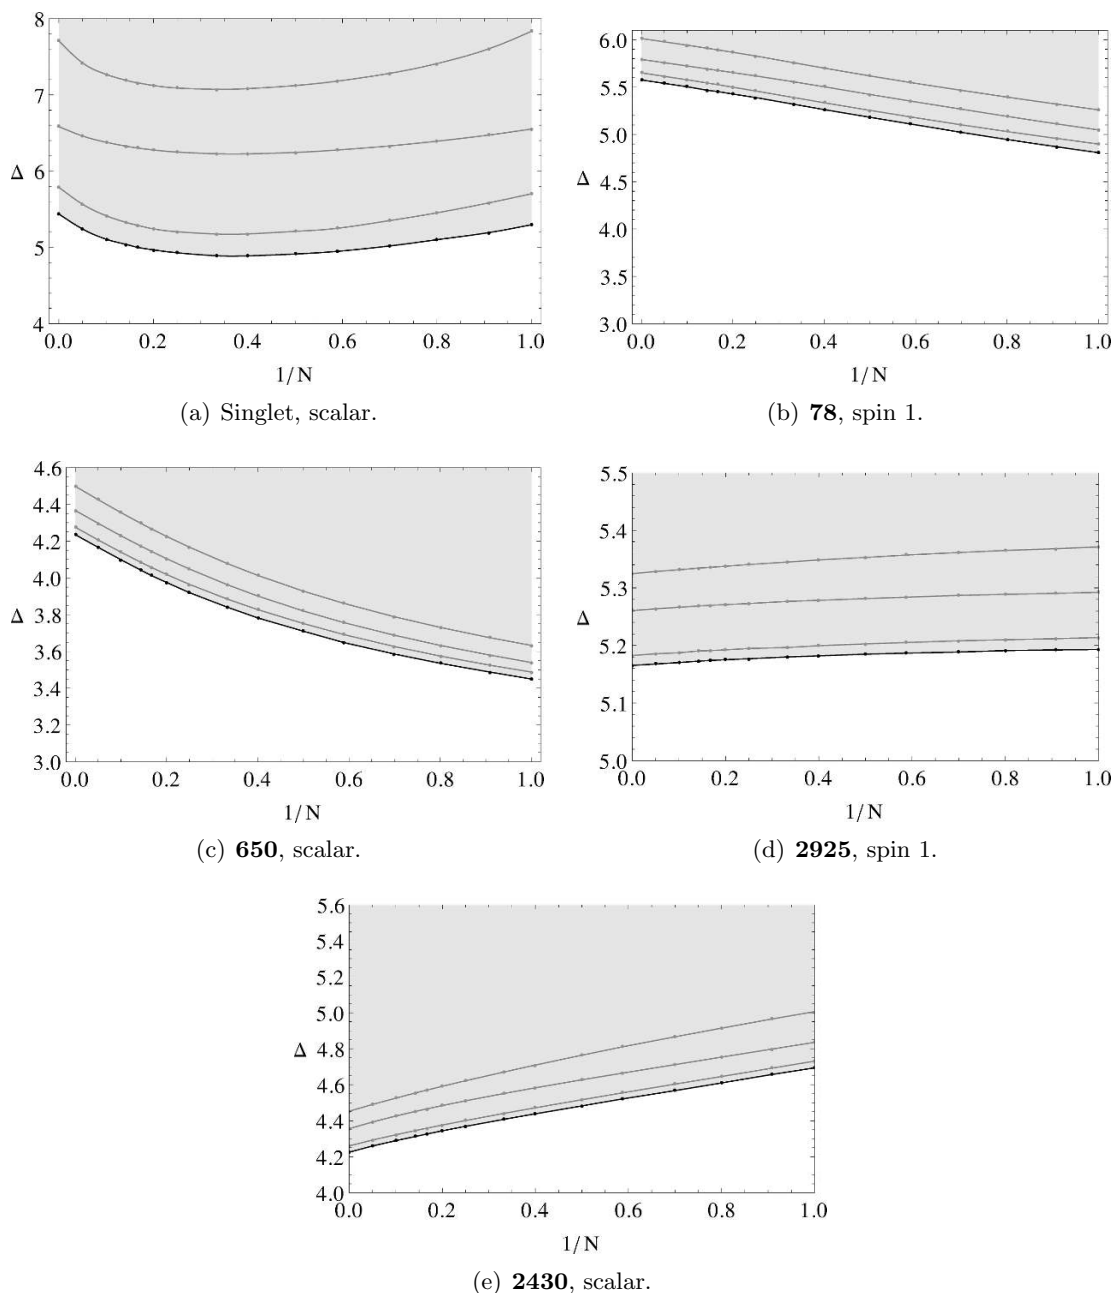 8
7
Δ 6
5
4
0.0 0.2 0.4 0.6 0.8 1.0
1/N
(a) Singlet, scalar.
6.0
5.5
5.0
Δ 4.5
4.0
3.5
3.0
0.0 0.2 0.4 0.6 0.8 1.0
1/N
(b) 78, spin 1.
4.6
4.4
4.2
4.0
Δ 3.8
3.6
3.4
3.2
3.0
0.0 0.2 0.4 0.6 0.8 1.0
1/N
(c) 650, scalar.
5.5
5.4
5.3
Δ
5.2
5.1
5.0
0.0 0.2 0.4 0.6 0.8 1.0
1/N
(d) 2925, spin 1.
5.6
5.4
5.2
5.0
Δ 4.8
4.6
4.4
4.2
4.0
0.0 0.2 0.4 0.6 0.8 1.0
1/N
(e) 2430, scalar.